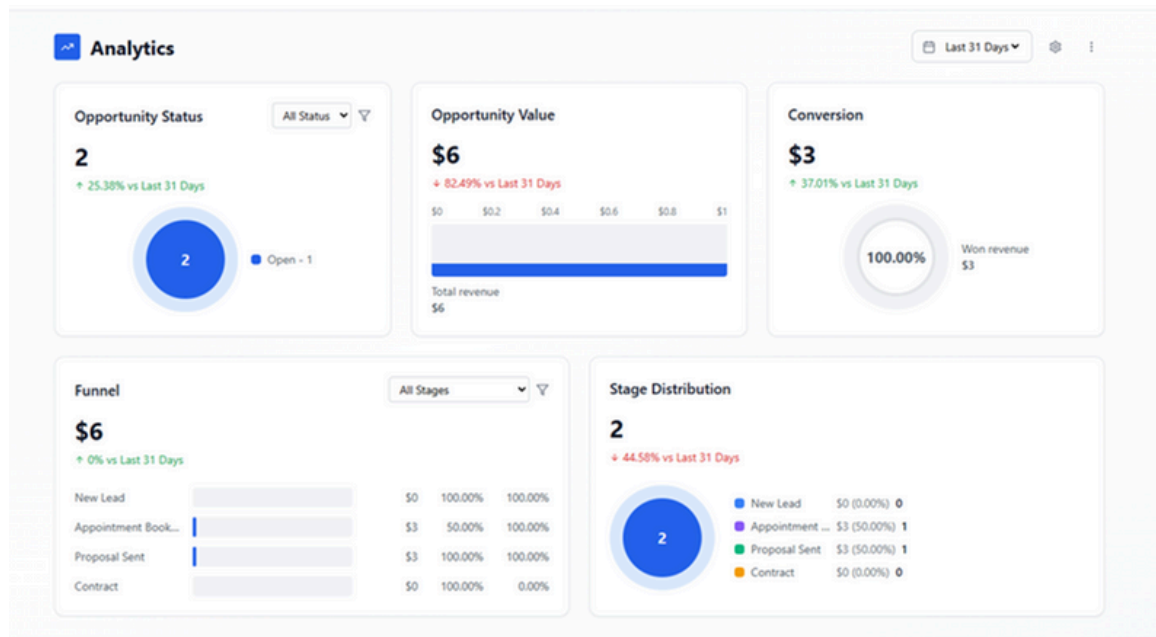 Analytics
Last 31 Days
Opportunity Status
All Status
2
↑ 25.38% vs Last 31 Days
2
Open - 1
Opportunity Value
$6
↓ 82.49% vs Last 31 Days
$0 $0.2 $0.4 $0.6 $0.8 $1
Total revenue
$6
Conversion
$3
↑ 37.01% vs Last 31 Days
100.00%
Won revenue
$3
Funnel
All Stages
$6
↑ 0% vs Last 31 Days
New Lead $0 100.00% 100.00%
Appointment Book... $3 50.00% 100.00%
Proposal Sent $3 100.00% 100.00%
Contract $0 100.00% 0.00%
Stage Distribution
2
↓ 44.58% vs Last 31 Days
2
New Lead $0 (0.00%) 0
Appointment ... $3 (50.00%) 1
Proposal Sent $3 (50.00%) 1
Contract $0 (0.00%) 0